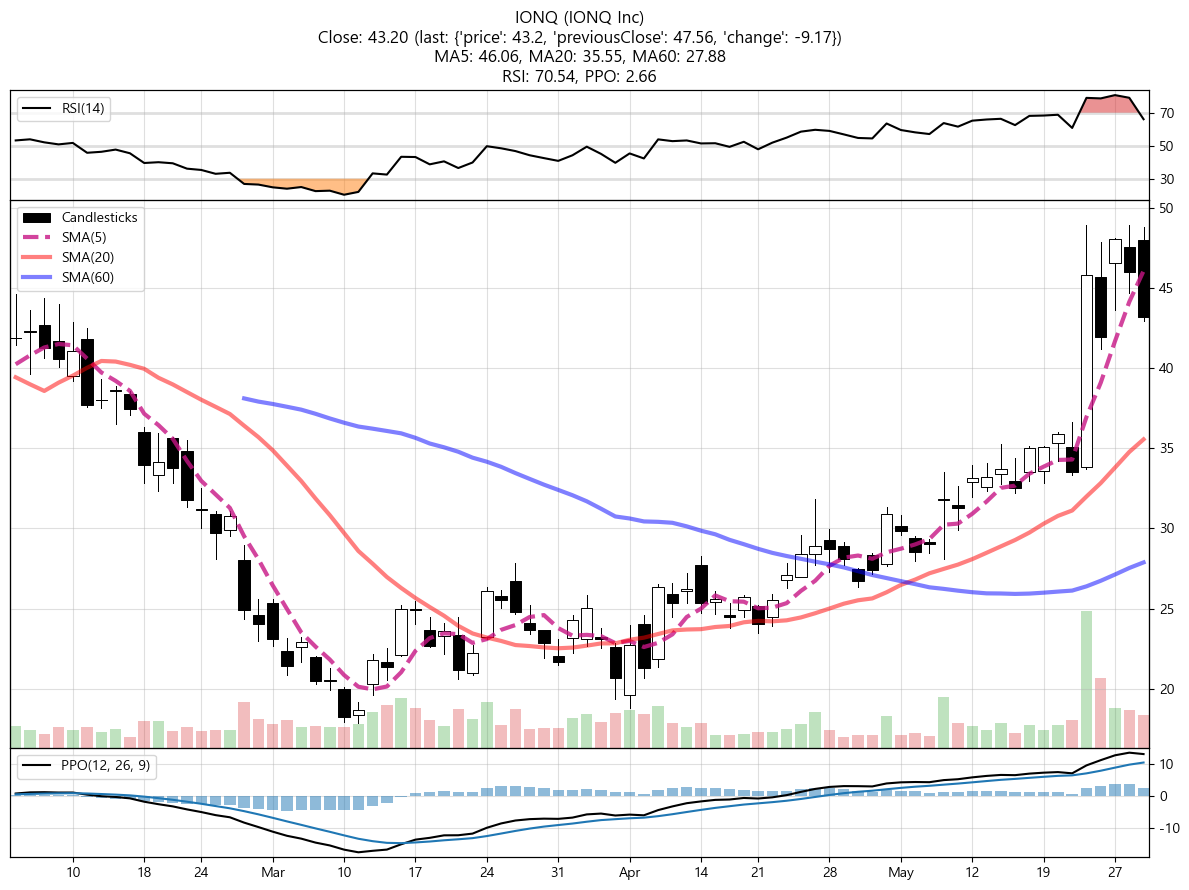 IONQ (IONQ Inc)
Close: 43.20 (last: {'price': 43.2, 'previousClose': 47.56, 'change': -9.17})
MA5: 46.06, MA20: 35.55, MA60: 27.88
RSI: 70.54, PPO: 2.66
RSI(14)
70
50
30
Candlesticks
SMA(5)
SMA(20)
SMA(60)
50
45
40
35
30
25
20
PPO(12, 26, 9)
10
0
-10
10 18 24 Mar 10 17 24 31 Apr 14 21 28 May 12 19 27